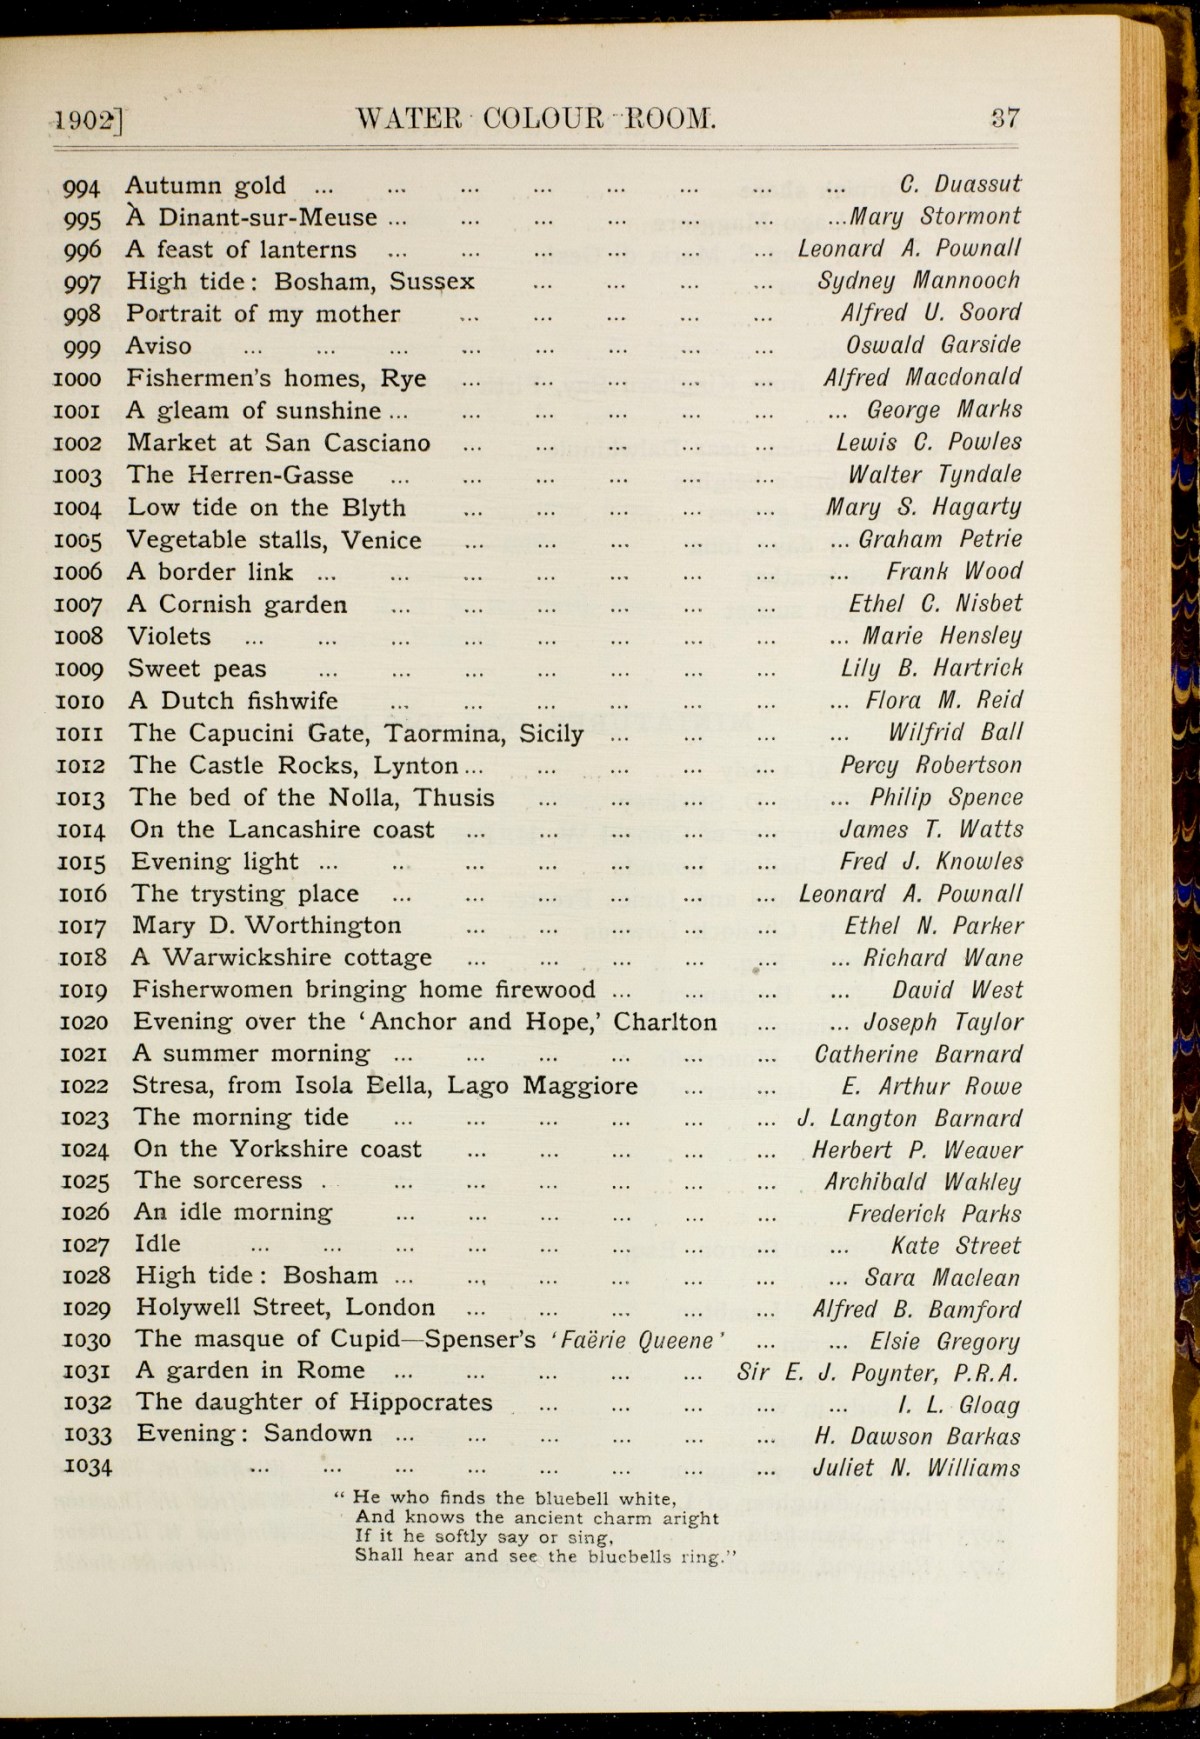 1902] WATER COLOUR ROOM. 37
994 Autumn gold ... ... ... ... ... ... ... ... C. Duassut
995 À Dinant-sur-Meuse ... ... ... ... ... ... ...Mary Stormont
996 A feast of lanterns ... ... ... ... ... ... Leonard A. Pownall
997 High tide: Bosham, Sussex ... ... ... ... Sydney Mannooch
998 Portrait of my mother ... ... ... ... ... Alfred U. Soord
999 Aviso ... ... ... ... ... ... ... ... Oswald Garside
1000 Fishermen's homes, Rye ... ... ... ... ... Alfred Macdonald
1001 A gleam of sunshine ... ... ... ... ... ... ... George Marks
1002 Market at San Casciano ... ... ... ... ... Lewis C. Powles
1003 The Herren-Gasse ... ... ... ... ... ... Walter Tyndale
1004 Low tide on the Blyth ... ... ... ... ... Mary S. Hagarty
1005 Vegetable stalls, Venice ... ... ... ... ... ... Graham Petrie
1006 A border link ... ... ... ... ... ... ... ... Frank Wood
1007 A Cornish garden ... ... ... ... ... ... Ethel C. Nisbet
1008 Violets ... ... ... ... ... ... ... ... ... Marie Hensley
1009 Sweet peas ... ... ... ... ... ... ... Lily B. Hartrick
1010 A Dutch fishwife ... ... ... ... ... ... ... Flora M. Reid
1011 The Capucini Gate, Taormina, Sicily ... ... ... ... Wilfrid Ball
1012 The Castle Rocks, Lynton ... ... ... ... ... Percy Robertson
1013 The bed of the Nolla, Thusis ... ... ... ... ... Philip Spence
1014 On the Lancashire coast ... ... ... ... ... James T. Watts
1015 Evening light ... ... ... ... ... ... ... Fred J. Knowles
1016 The trysting place ... ... ... ... ... ... Leonard A. Pownall
1017 Mary D. Worthington ... ... ... ... ... Ethel N. Parker
1018 A Warwickshire cottage ... ... ... ... ... ... Richard Wane
1019 Fisherwomen bringing home firewood ... ... ... ... David West
1020 Evening over the 'Anchor and Hope,' Charlton ... ... Joseph Taylor
1021 A summer morning ... ... ... ... ... ... Catherine Barnard
1022 Stresa, from Isola Bella, Lago Maggiore ... ... E. Arthur Rowe
1023 The morning tide ... ... ... ... ... ... J. Langton Barnard
1024 On the Yorkshire coast ... ... ... ... ... Herbert P. Weaver
1025 The sorceress . ... ... ... ... ... ... Archibald Wakley
1026 An idle morning ... ... ... ... ... ... Frederick Parks
1027 Idle ... ... ... ... ... ... ... ... ... Kate Street
1028 High tide: Bosham ... ... ... ... ... ... ... Sara Maclean
1029 Holywell Street, London ... ... ... ... ... Alfred B. Bamford
1030 The masque of Cupid—Spenser's 'Faërie Queene' ... ... Elsie Gregory
1031 A garden in Rome ... ... ... ... ... Sir E. J. Poynter, P.R.A.
1032 The daughter of Hippocrates ... ... ... ... ... I. L. Gloag
1033 Evening: Sandown ... ... ... ... ... ... H. Dawson Barkas
1034 ... ... ... ... ... ... ... ... Juliet N. Williams
" He who finds the bluebell white,
And knows the ancient charm aright
If it he softly say or sing,
Shall hear and see the bluebells ring."